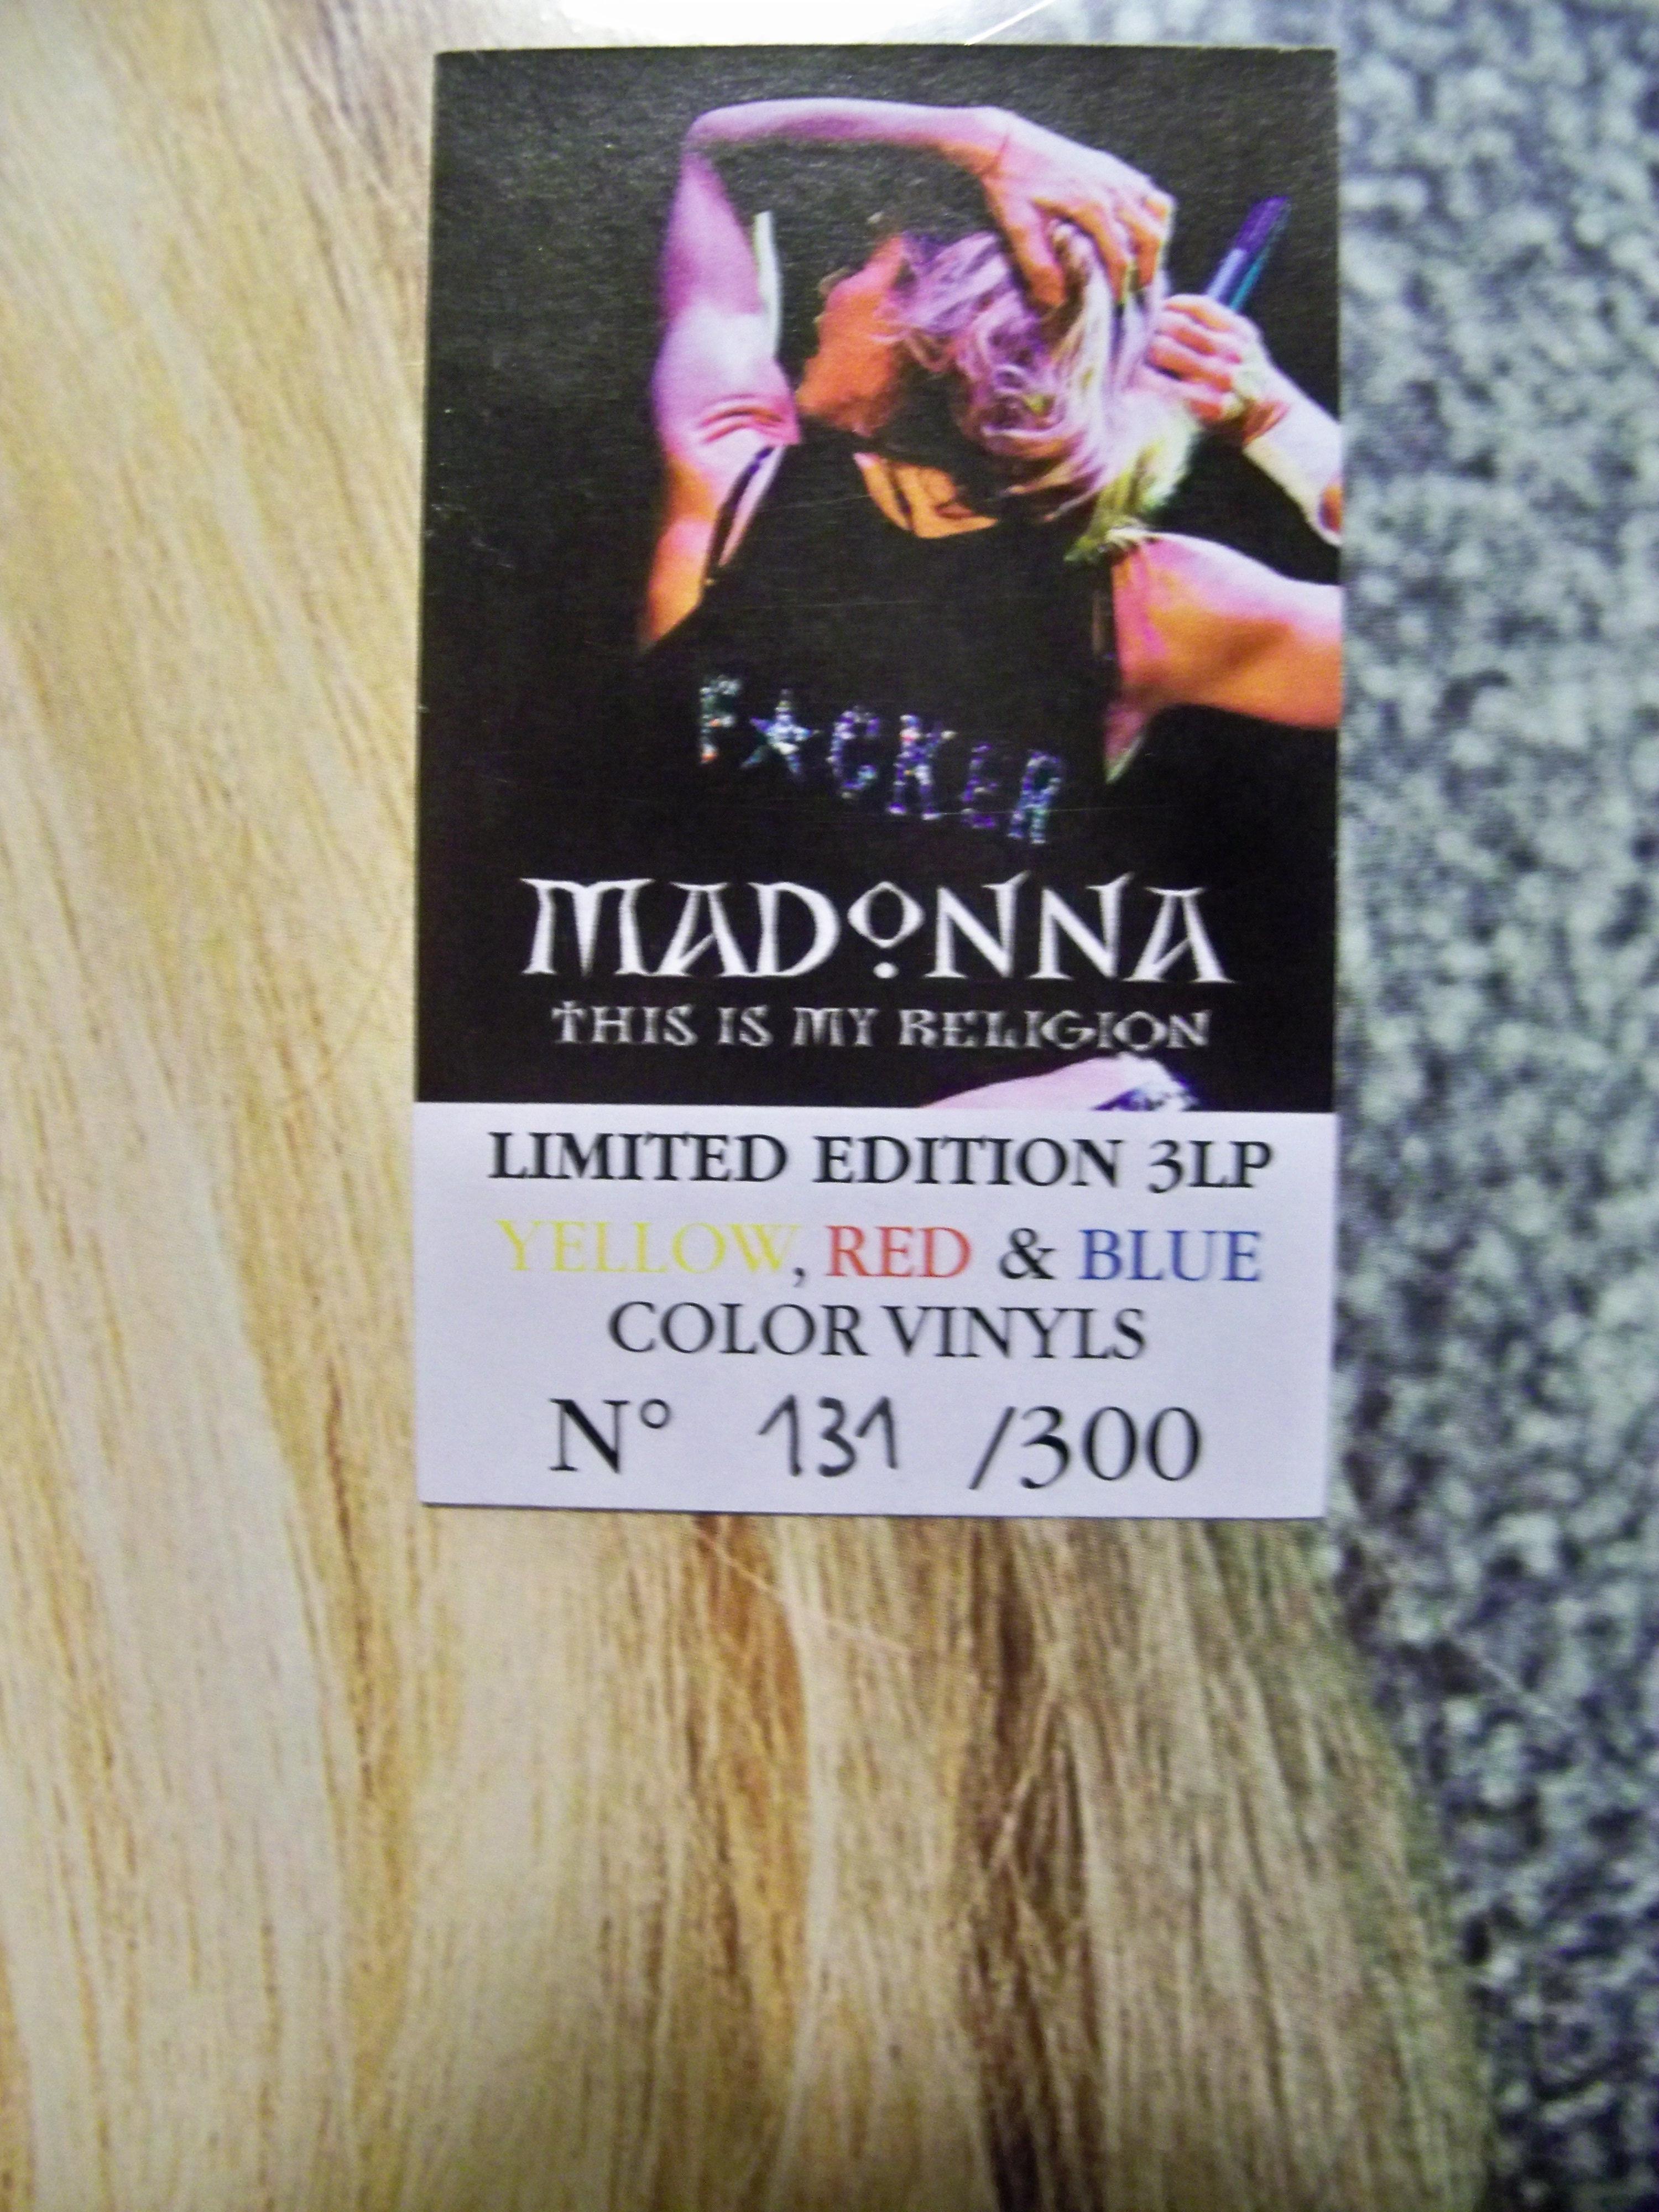 F★CKER
MADONNA
THIS IS MY RELIGION
LIMITED EDITION 3LP
YELLOW, RED & BLUE
COLOR VINYLS
N° 131 /300